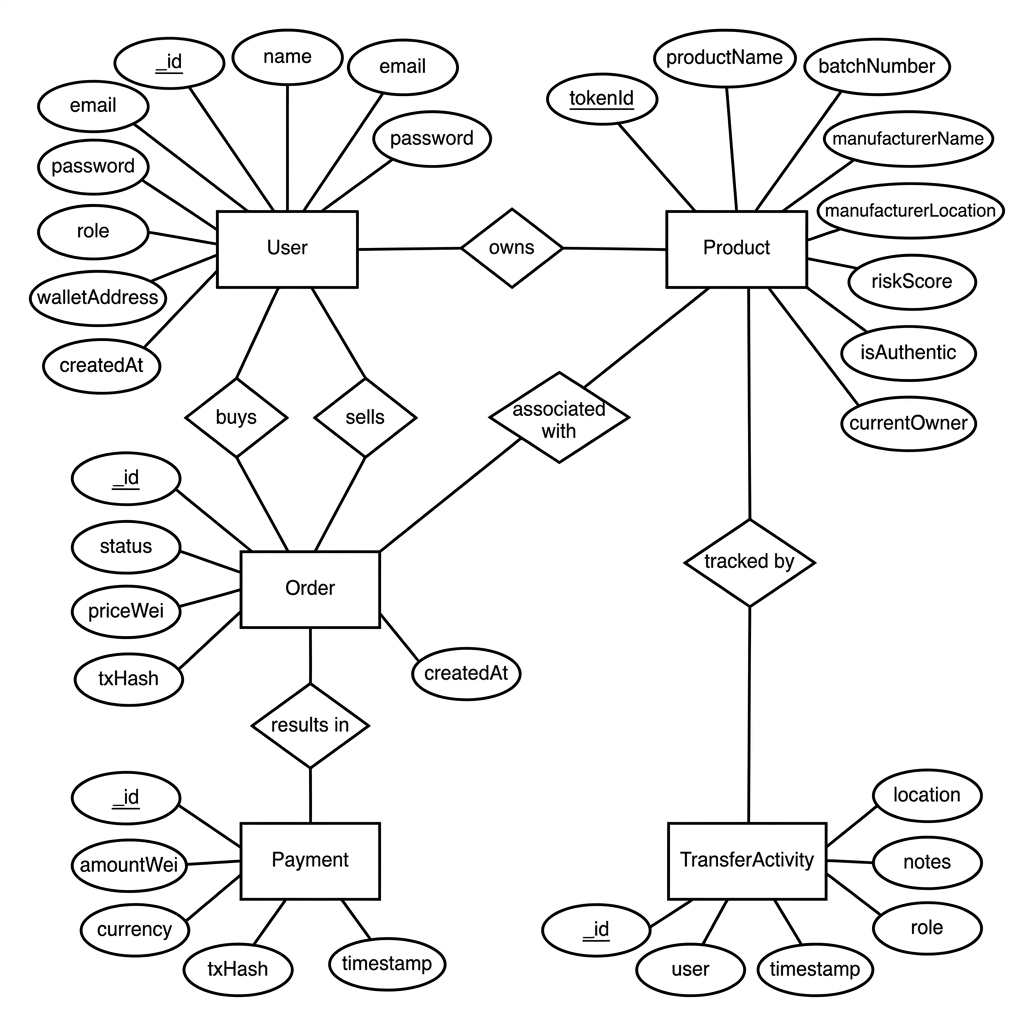 _id
name
email
email
password
password
role
walletAddress
createdAt
User
owns
productName
batchNumber
tokenId
manufacturerName
manufacturerLocation
Product
riskScore
isAuthentic
currentOwner
buys
sells
associated
with
_id
status
priceWei
txHash
Order
createdAt
tracked by
results in
_id
amountWei
currency
Payment
txHash
timestamp
TransferActivity
location
notes
role
_id
user
timestamp